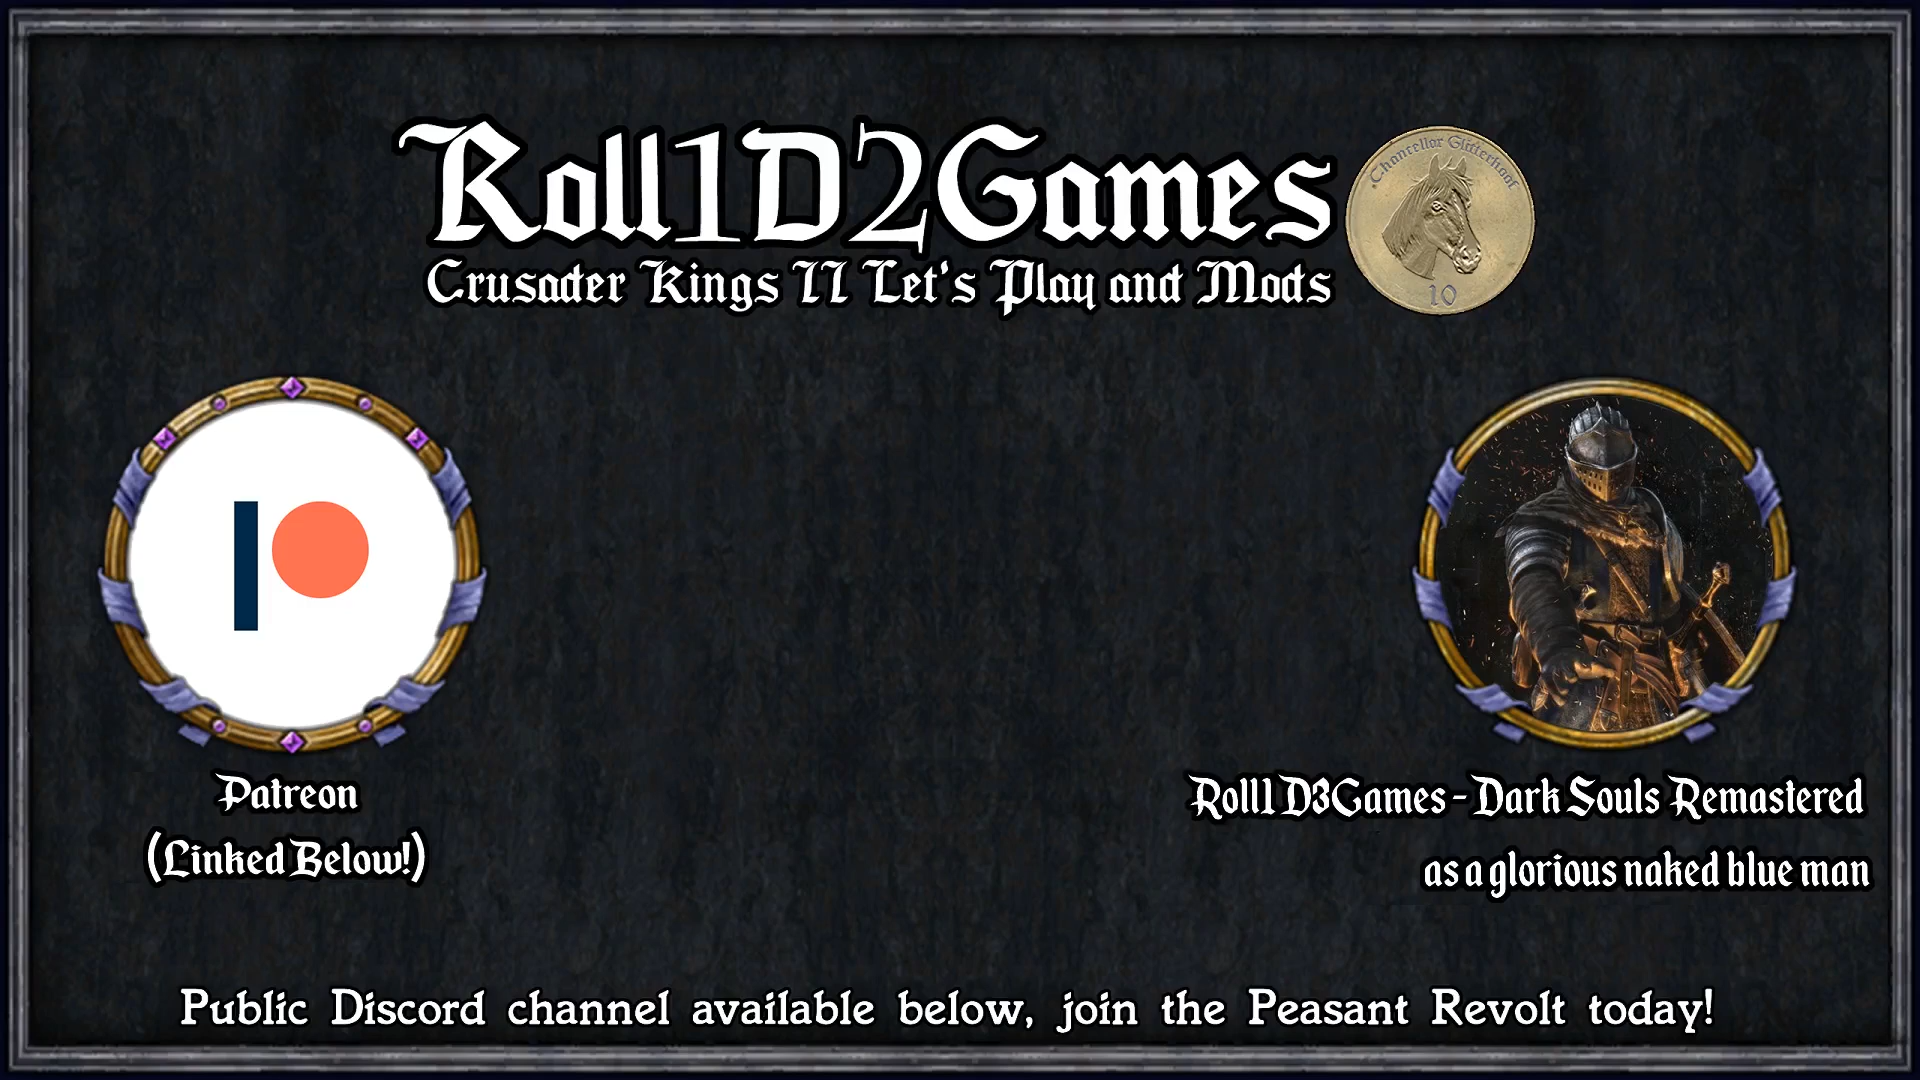 Roll1D2Games
Chancellor Glitterhoof
10
Crusader Kings II Let's Play and Mods
Patreon
(Linked Below!)
Roll1D3Games - Dark Souls Remastered
as a glorious naked blue man
Public Discord channel available below, join the Peasant Revolt today!